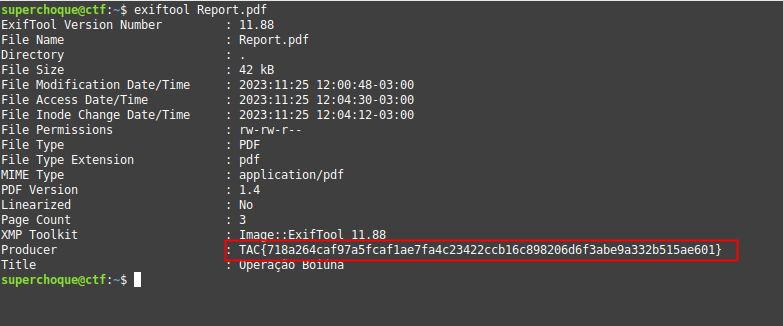 superchoque@ctf:~$ exiftool Report.pdf
ExifTool Version Number : 11.88
File Name : Report.pdf
Directory : .
File Size : 42 kB
File Modification Date/Time : 2023:11:25 12:00:48-03:00
File Access Date/Time : 2023:11:25 12:04:30-03:00
File Inode Change Date/Time : 2023:11:25 12:04:12-03:00
File Permissions : rw-rw-r--
File Type : PDF
File Type Extension : pdf
MIME Type : application/pdf
PDF Version : 1.4
Linearized : No
Page Count : 3
XMP Toolkit : Image::ExifTool 11.88
Producer : TAC{718a264caf97a5fcaf1ae7fa4c23422ccb16c898206d6f3abe9a332b515ae601}
Title : Operação Boiúna
superchoque@ctf:~$